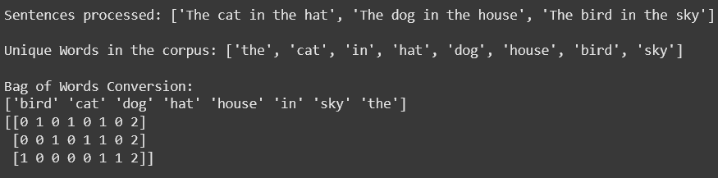 Sentences processed: ['The cat in the hat', 'The dog in the house', 'The bird in the sky']
Unique Words in the corpus: ['the', 'cat', 'in', 'hat', 'dog', 'house', 'bird', 'sky']
Bag of Words Conversion:
['bird' 'cat' 'dog' 'hat' 'house' 'in' 'sky' 'the']
[[0 1 0 1 0 1 0 2]
[0 0 1 0 1 1 0 2]
[1 0 0 0 0 1 1 2]]